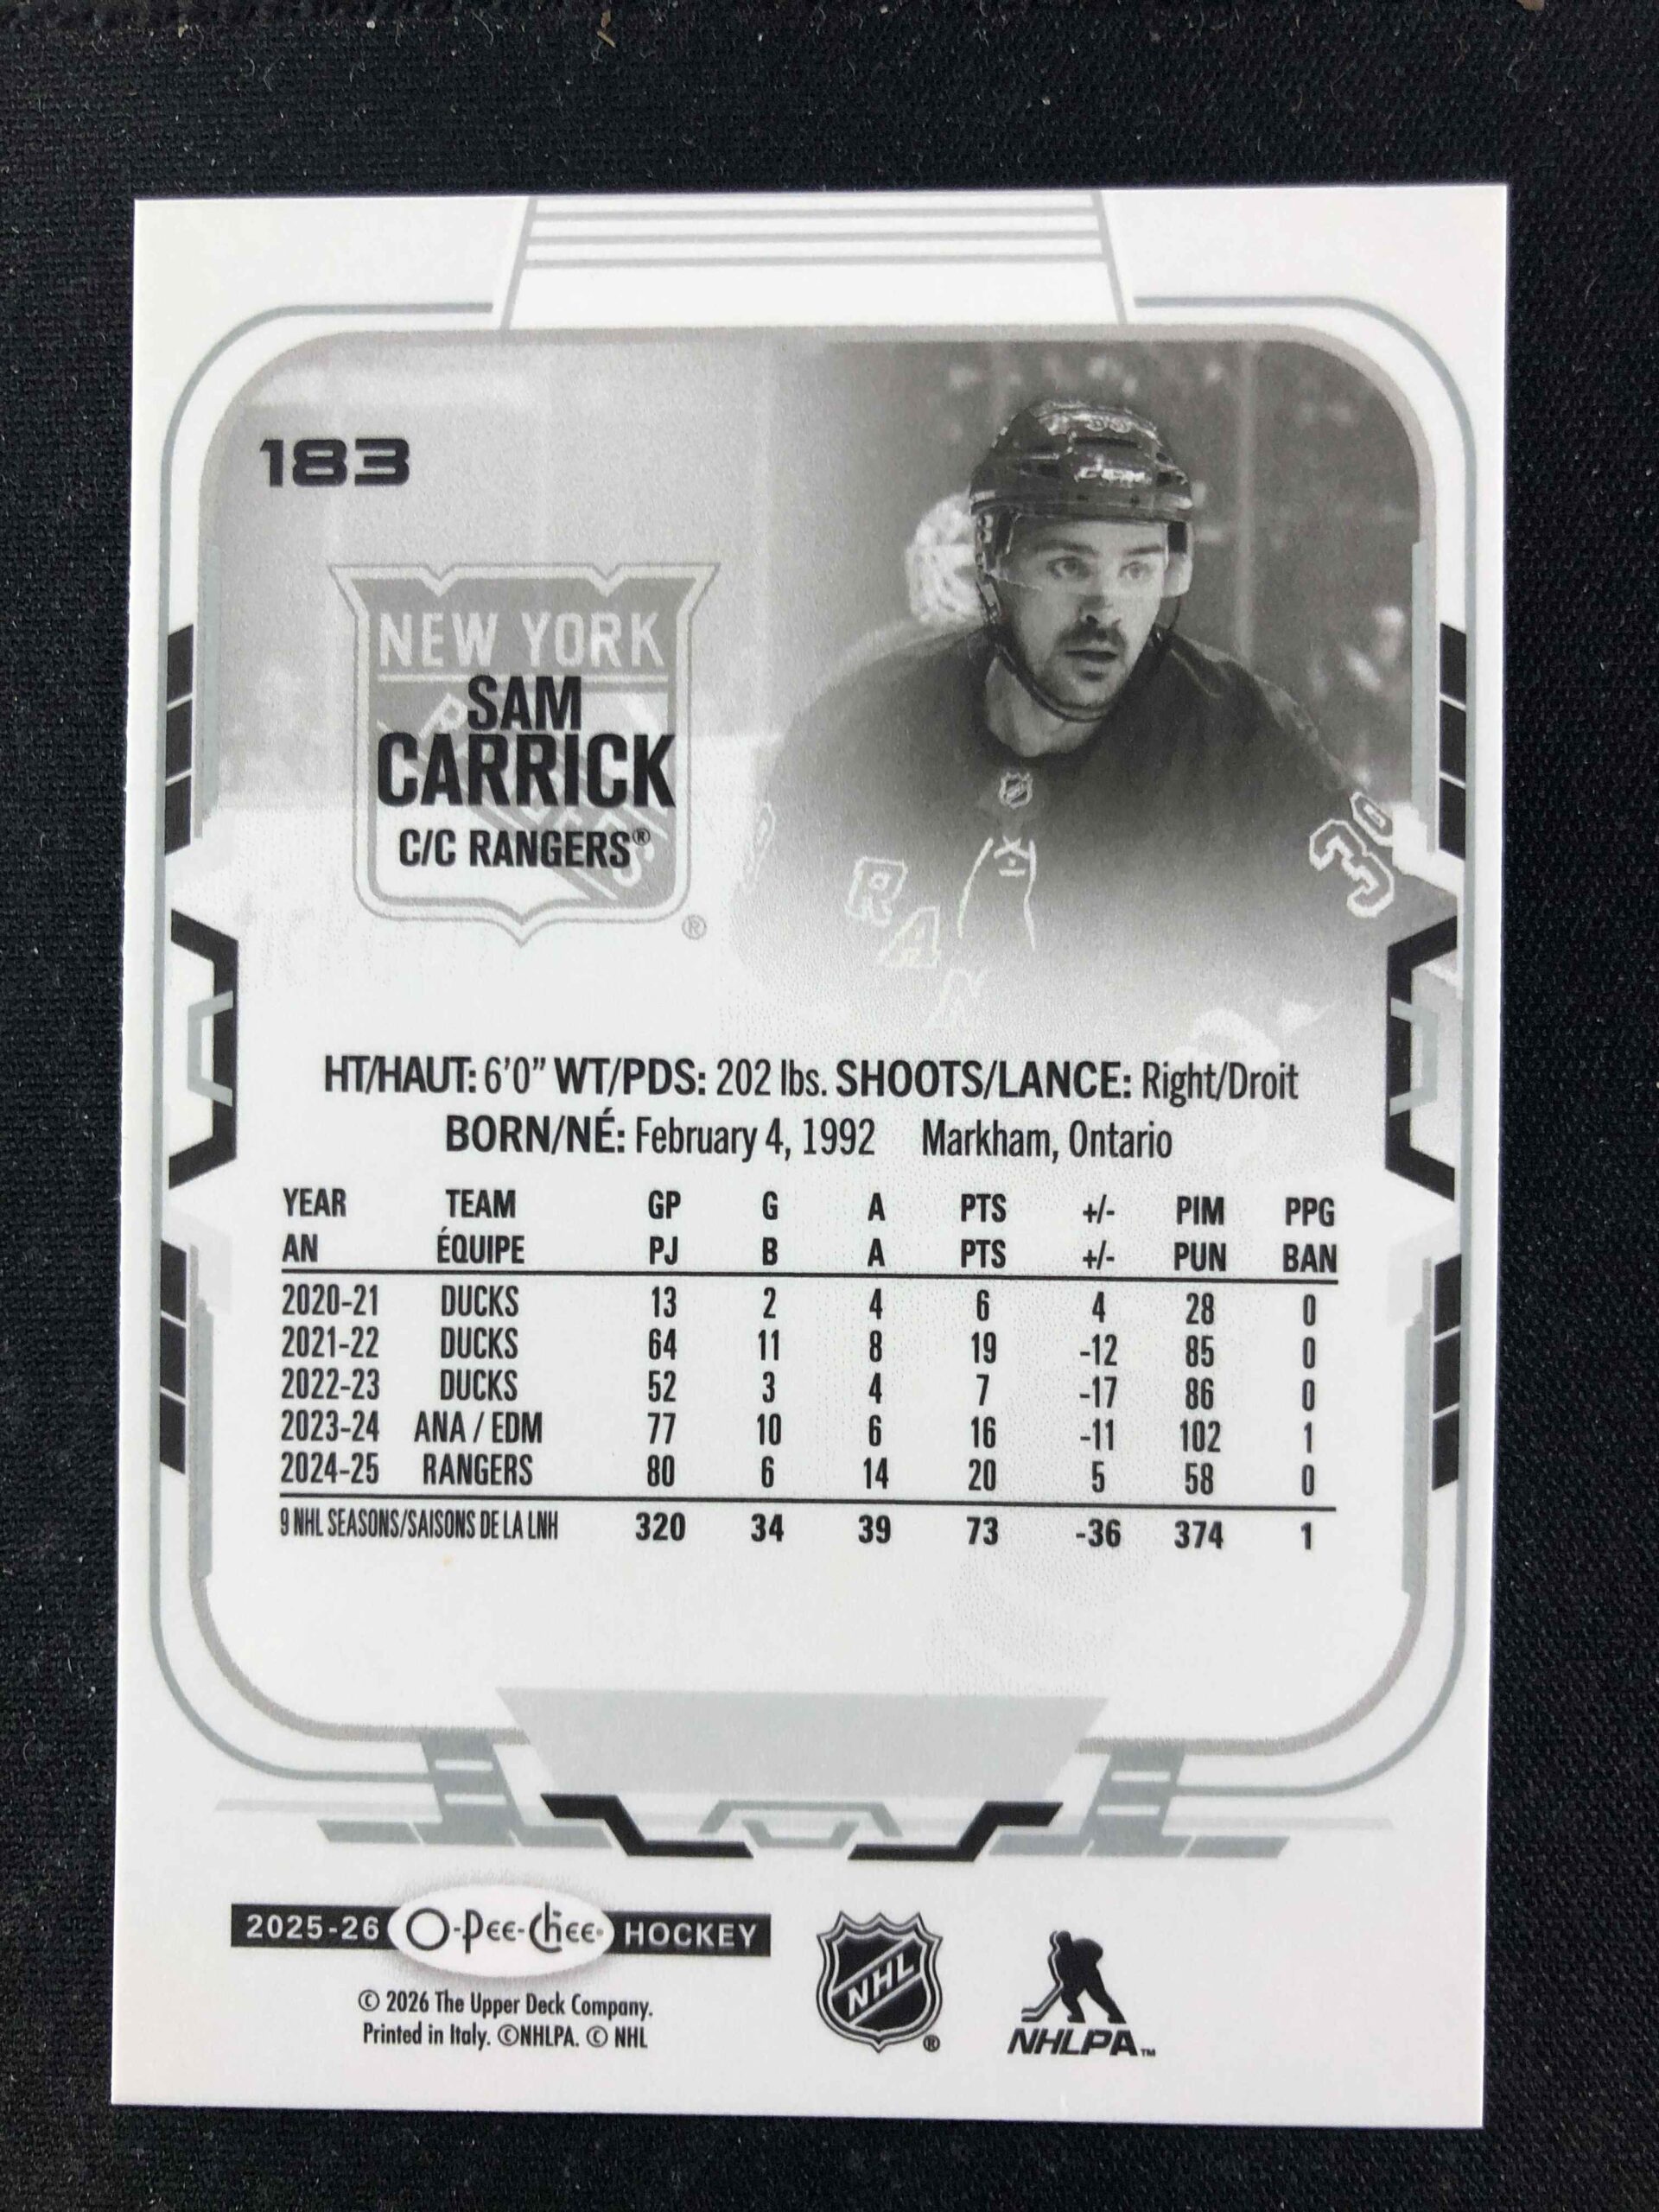 183
NEW YORK
SAM
CARRICK
C/C RANGERS®
®
RAN
39
CCM
HT/HAUT: 6'0” WT/PDS: 202 lbs. SHOOTS/LANCE: Right/Droit
BORN/NÉ: February 4, 1992 Markham, Ontario
YEAR TEAM GP G A PTS +/- PIM PPG
AN ÉQUIPE PJ B A PTS +/- PUN BAN
2020-21 DUCKS 13 2 4 6 4 28 0
2021-22 DUCKS 64 11 8 19 -12 85 0
2022-23 DUCKS 52 3 4 7 -17 86 0
2023-24 ANA / EDM 77 10 6 16 -11 102 1
2024-25 RANGERS 80 6 14 20 5 58 0
9 NHL SEASONS/SAISONS DE LA LNH 320 34 39 73 -36 374 1
2025-26 O-Pee-Chee HOCKEY
© 2026 The Upper Deck Company.
Printed in Italy. ©NHLPA. © NHL
NHL ®
NHLPA™